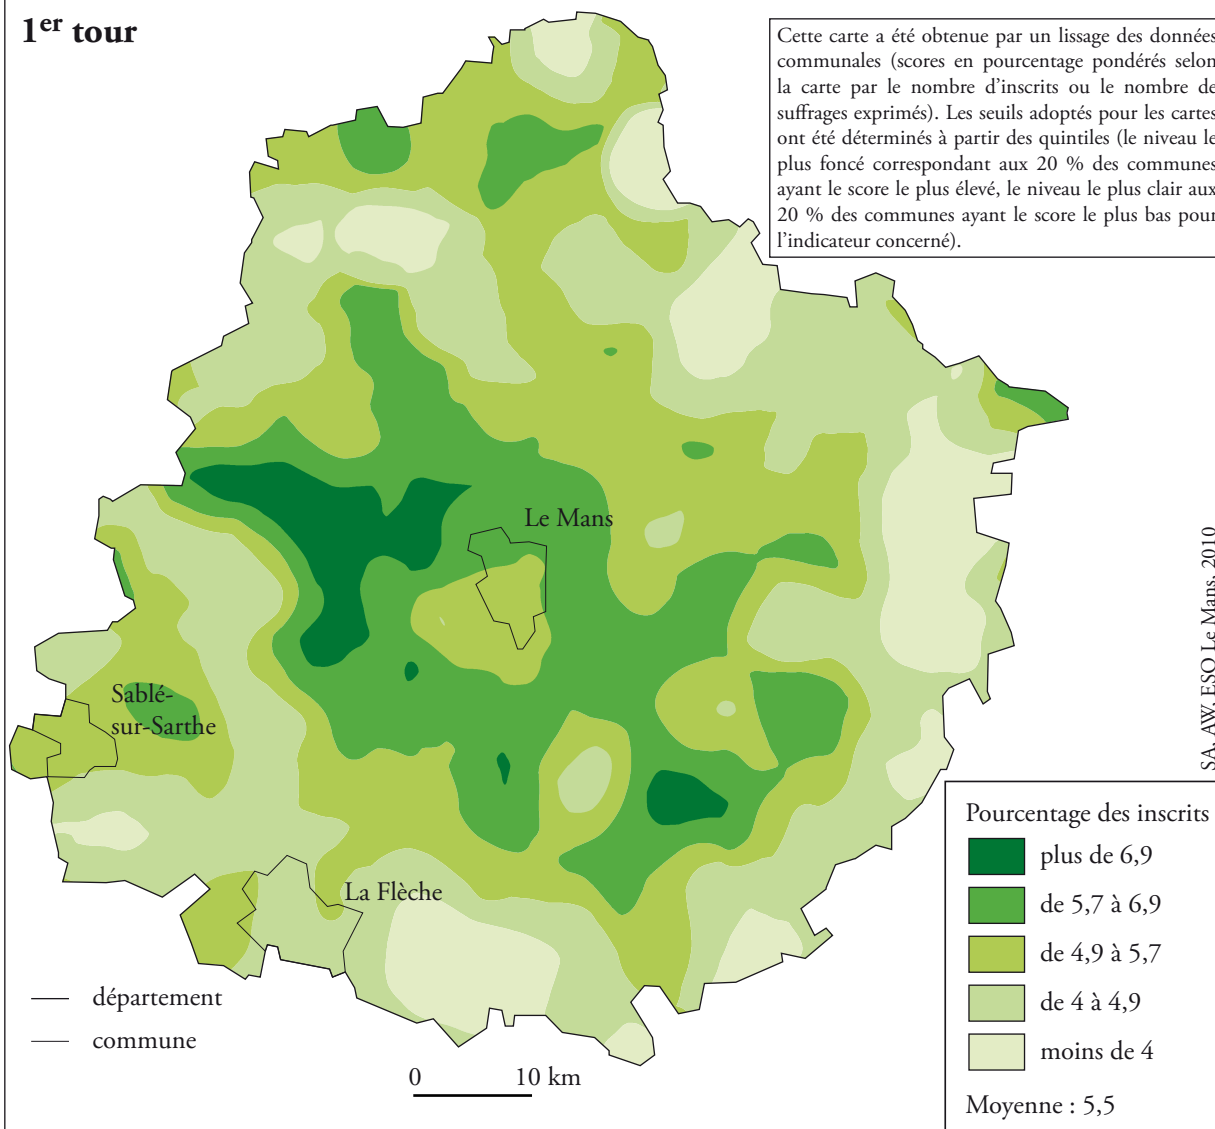 1er tour
Cette carte a été obtenue par un lissage des données
communales (scores en pourcentage pondérés selon
la carte par le nombre d'inscrits ou le nombre de
suffrages exprimés). Les seuils adoptés pour les cartes
ont été déterminés à partir des quintiles (le niveau le
plus foncé correspondant aux 20 % des communes
ayant le score le plus élevé, le niveau le plus clair aux
20 % des communes ayant le score le plus bas pour
l'indicateur concerné).
Le Mans
Sablé-
sur-Sarthe
La Flèche
SA, AW, ESO Le Mans, 2010
Pourcentage des inscrits
plus de 6,9
de 5,7 à 6,9
de 4,9 à 5,7
de 4 à 4,9
moins de 4
Moyenne : 5,5
département
commune
0 10 km